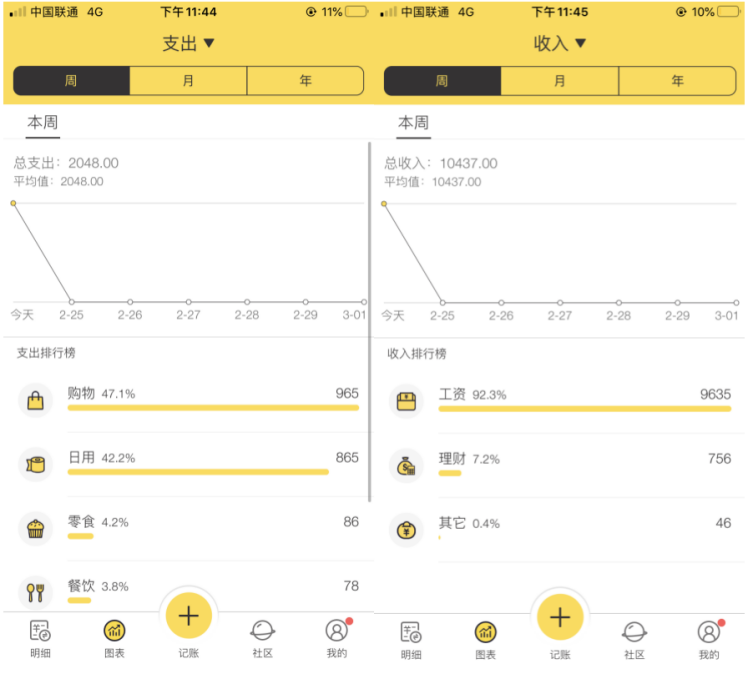 中国联通 4G 下午11:44 11%
支出▼
周 月 年
本周
总支出：2048.00
平均值：2048.00
今天 2-25 2-26 2-27 2-28 2-29 3-01
支出排行榜
购物 47.1% 965
日用 42.2% 865
零食 4.2% 86
餐饮 3.8% 78
明细 图表 记账 社区 我的
中国联通 4G 下午11:45 10%
收入▼
周 月 年
本周
总收入：10437.00
平均值：10437.00
今天 2-25 2-26 2-27 2-28 2-29 3-01
收入排行榜
工资 92.3% 9635
理财 7.2% 756
其它 0.4% 46
明细 图表 记账 社区 我的